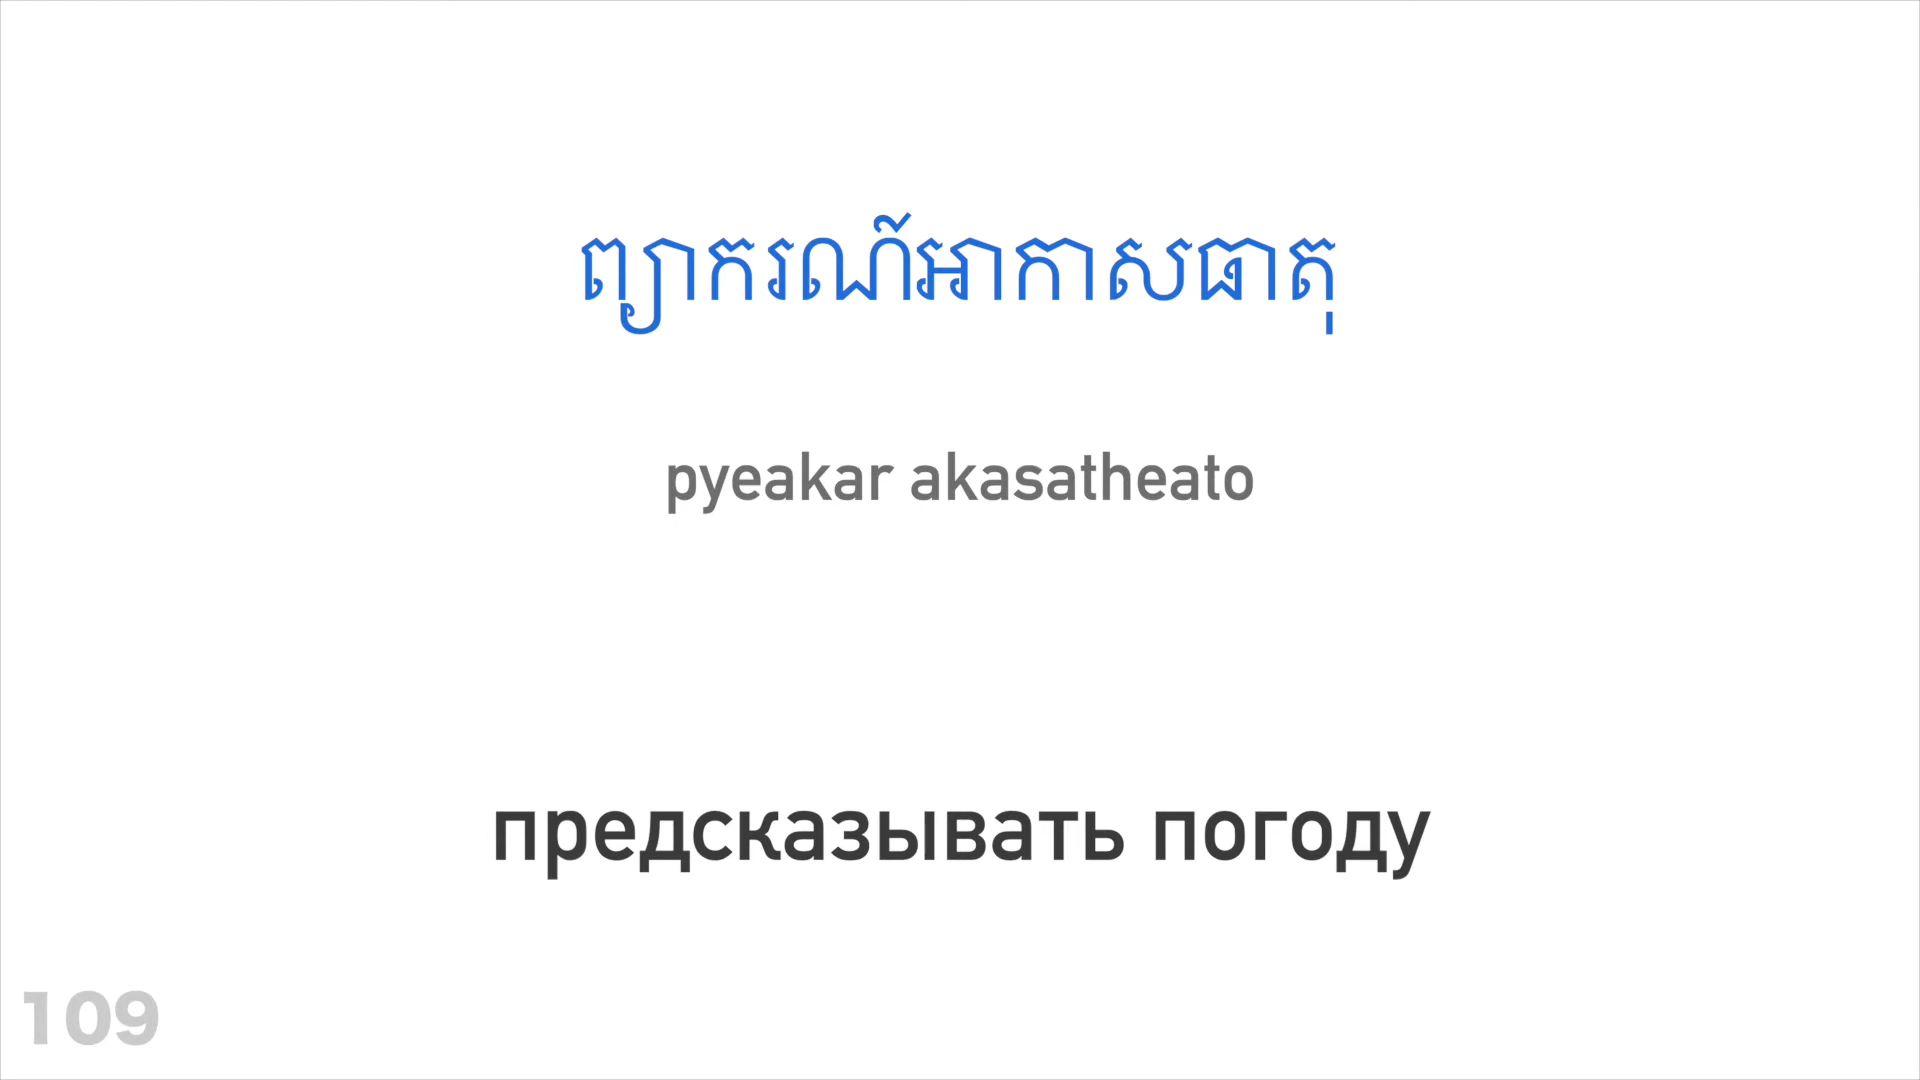 ព្យាករណ៍អាកាសធាតុ
pyeakar akasatheato
предсказывать погоду
109